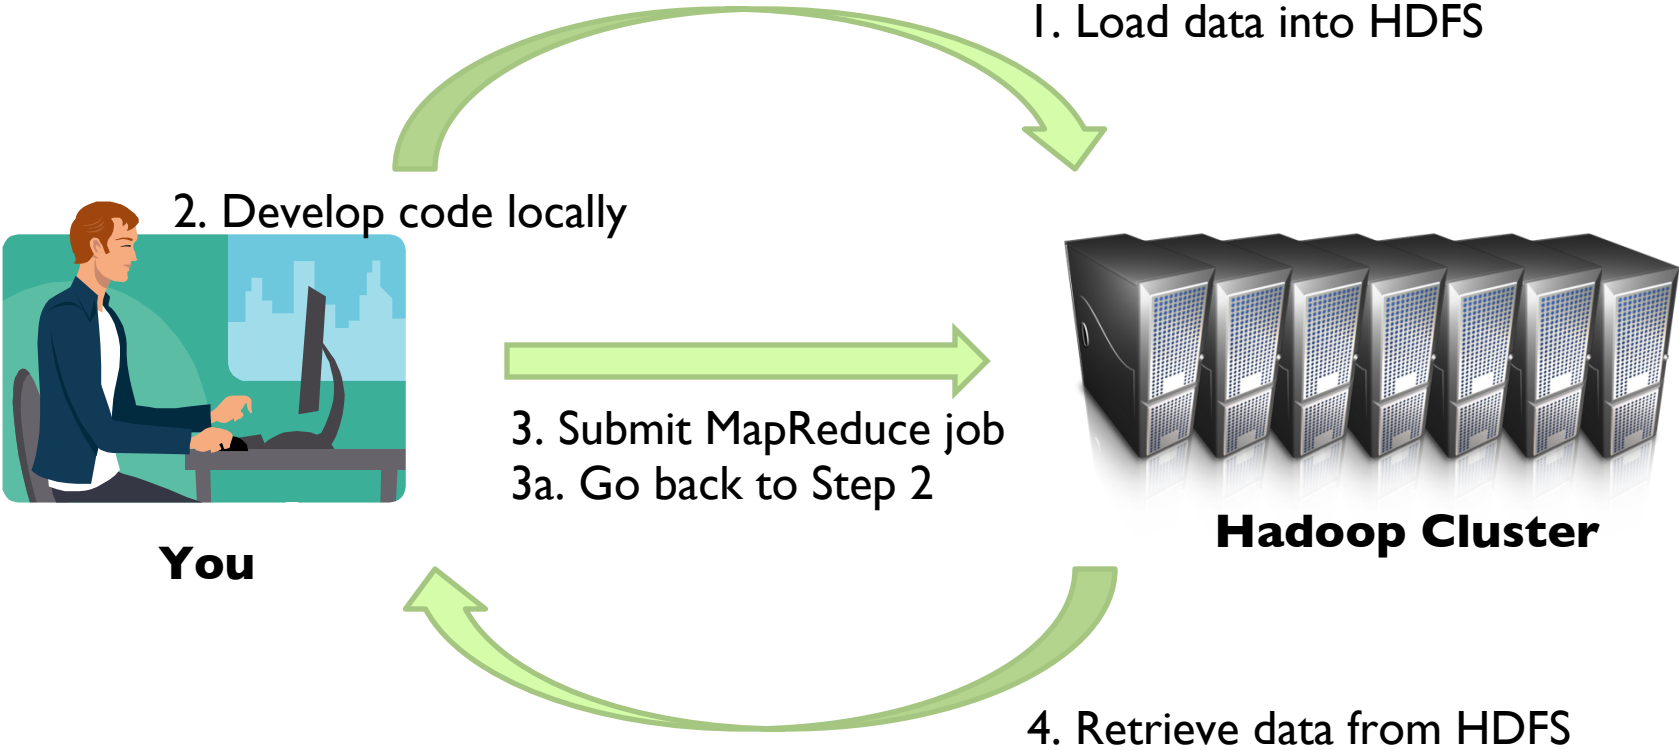 1. Load data into HDFS
2. Develop code locally
3. Submit MapReduce job
3a. Go back to Step 2
Hadoop Cluster
You
4. Retrieve data from HDFS